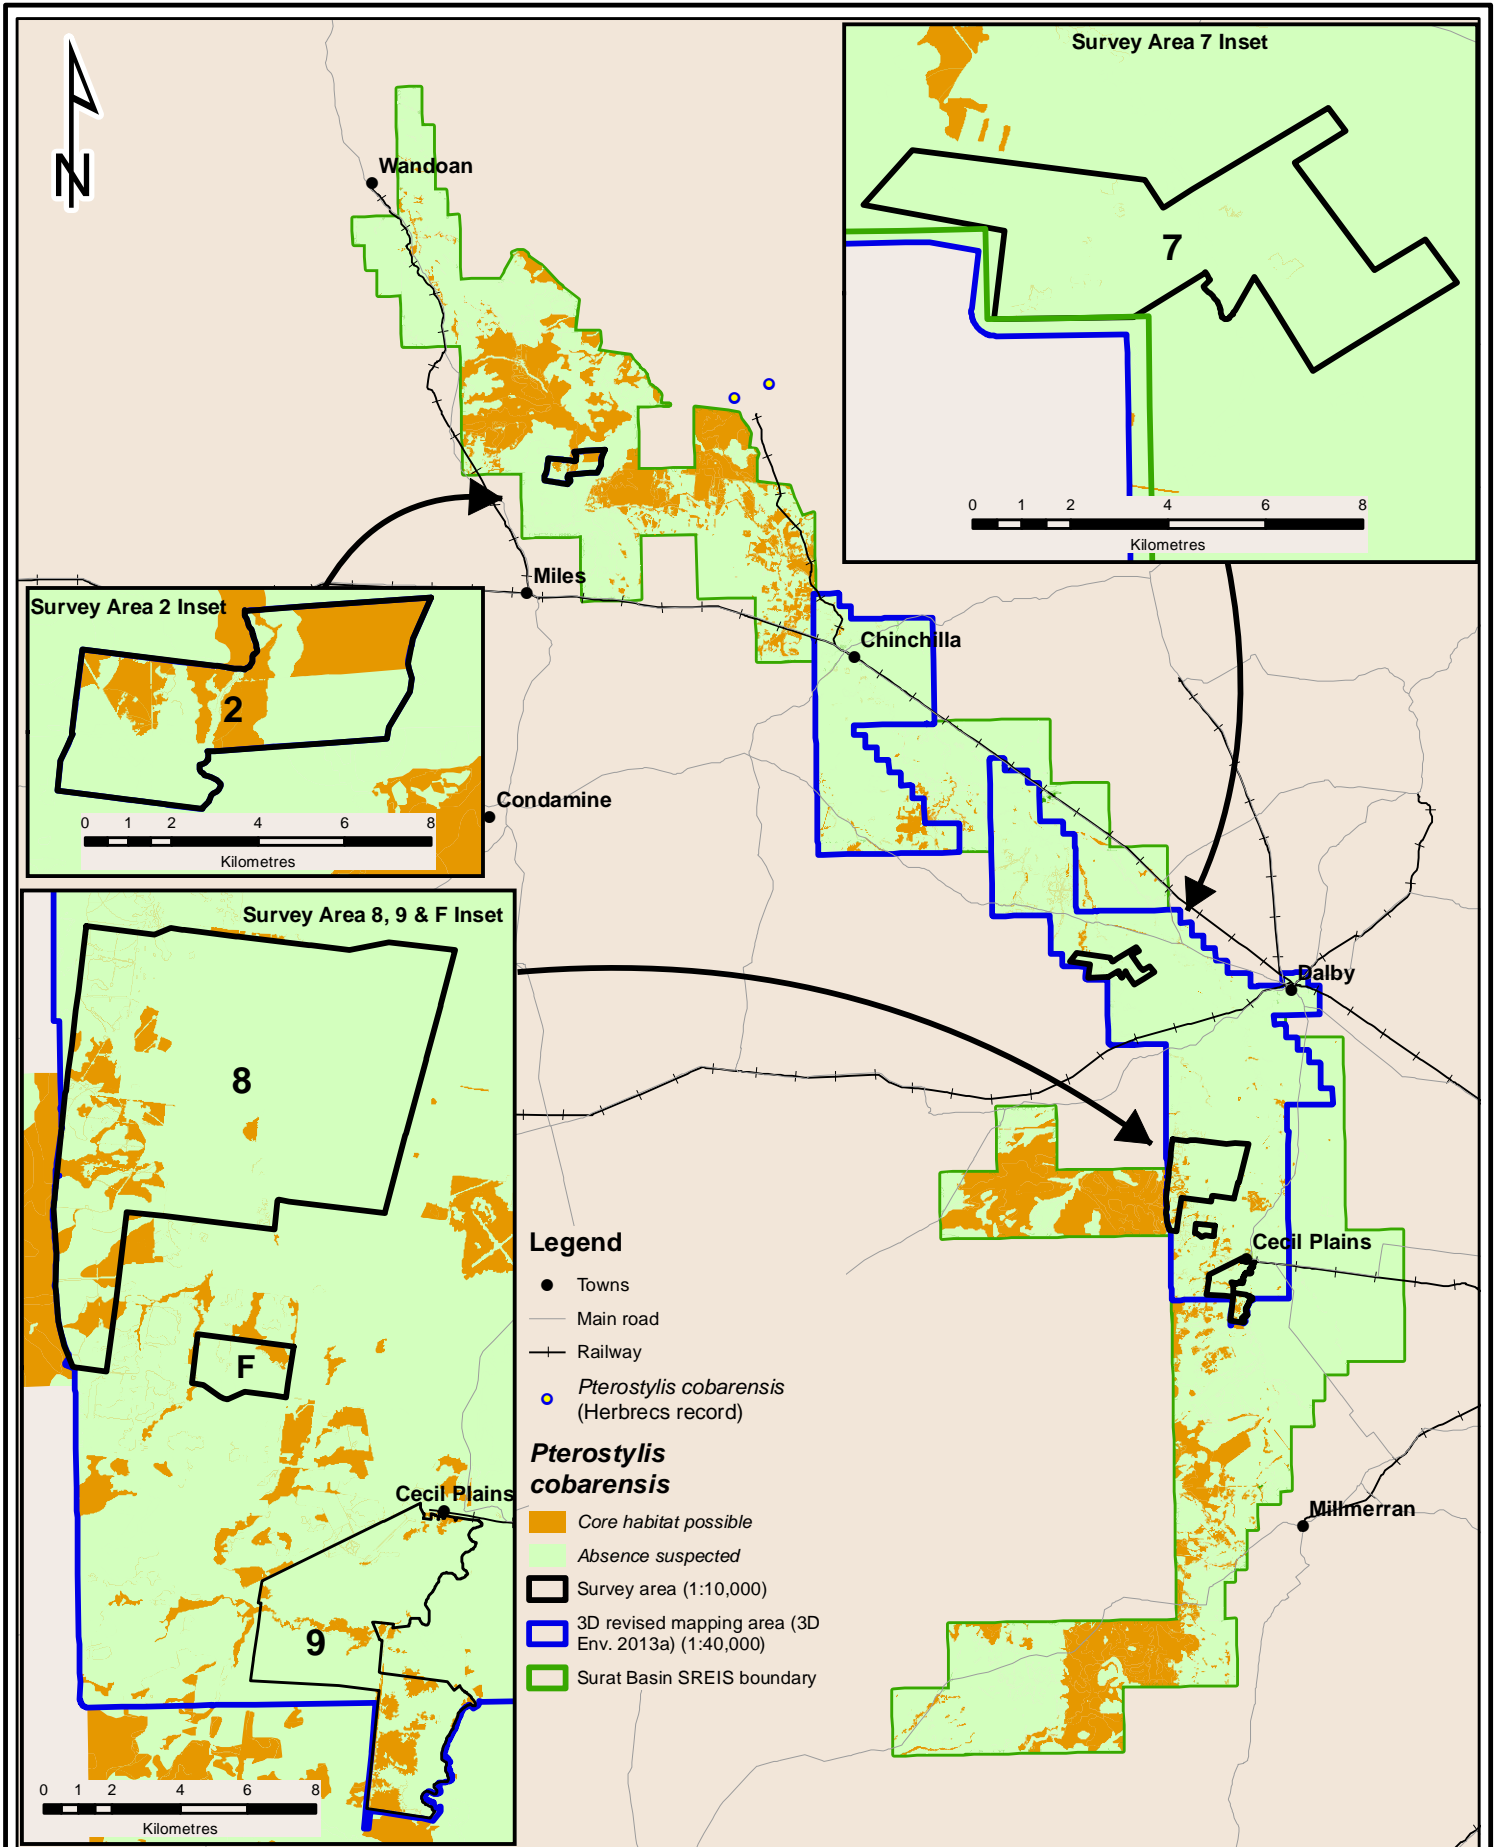 N
Wandoan
Survey Area 7 Inset
7
0 1 2 4 6 8
Kilometres
Miles
Survey Area 2 Inset
2
0 1 2 4 6 8
Kilometres
Chinchilla
Condamine
Survey Area 8, 9 & F Inset
8
F
Cecil Plains
9
0 1 2 4 6 8
Kilometres
Dalby
Cecil Plains
Millmerran
Legend
Towns
Main road
Railway
Pterostylis cobarensis
(Herbrecs record)
Pterostylis
cobarensis
Core habitat possible
Absence suspected
Survey area (1:10,000)
3D revised mapping area (3D
Env. 2013a) (1:40,000)
Surat Basin SREIS boundary